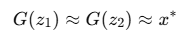 G(z₁) ≈ G(z₂) ≈ x*